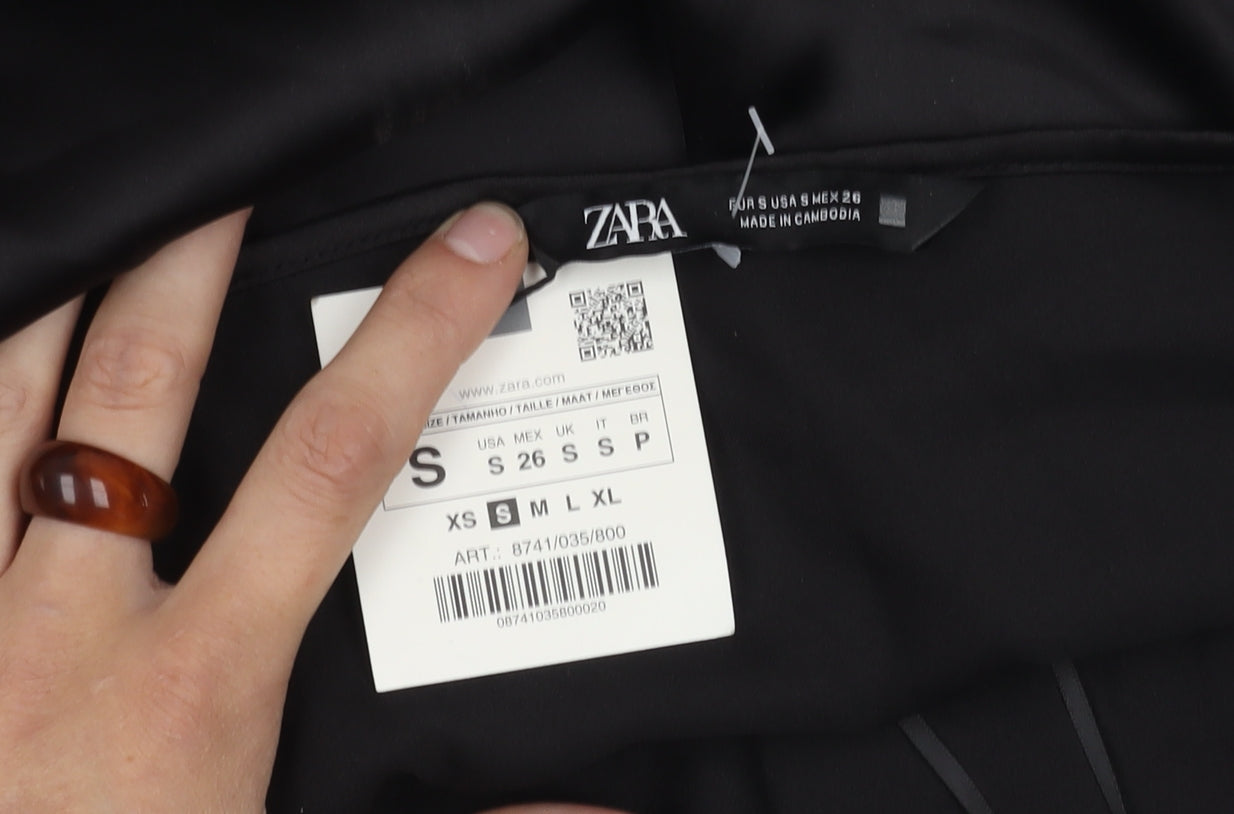 ZARA
EUR S USA S MEX 26
MADE IN CAMBODIA
www.zara.com
/ TAMANHO / TAILLE / MAAT / ΜΕΓΕΘΟΣ
S
USA MEX UK IT BR
S 26 S S P
XS S M L XL
ART.: 8741/035/800
08741035800020